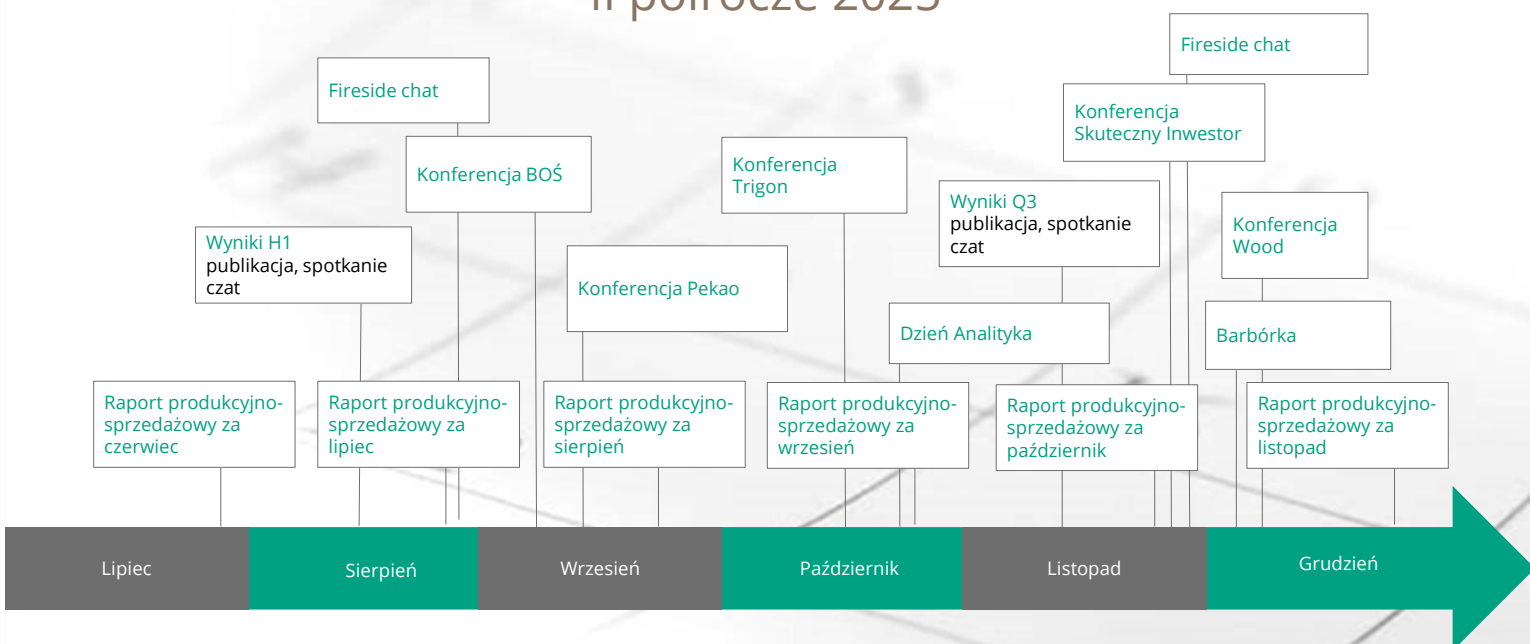 II półrocze 2023
Fireside chat
Fireside chat
Konferencja
Skuteczny Inwestor
Konferencja BOŚ
Konferencja
Trigon
Wyniki Q3
publikacja, spotkanie
czat
Konferencja
Wood
Wyniki H1
publikacja, spotkanie
czat
Konferencja Pekao
Dzień Analityka
Barbórka
Raport produkcyjno-
sprzedażowy za
czerwiec
Raport produkcyjno-
sprzedażowy za
lipiec
Raport produkcyjno-
sprzedażowy za
sierpień
Raport produkcyjno-
sprzedażowy za
wrzesień
Raport produkcyjno-
sprzedażowy za
październik
Raport produkcyjno-
sprzedażowy za
listopad
Lipiec
Sierpień
Wrzesień
Październik
Listopad
Grudzień